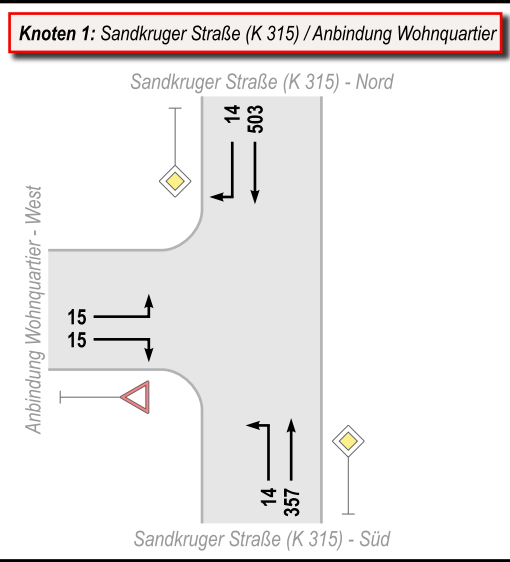 Knoten 1: Sandkruger Straße (K 315) / Anbindung Wohnquartier
Sandkruger Straße (K 315) - Nord
14
503
Anbindung Wohnquartier - West
15
15
14
357
Sandkruger Straße (K 315) - Süd